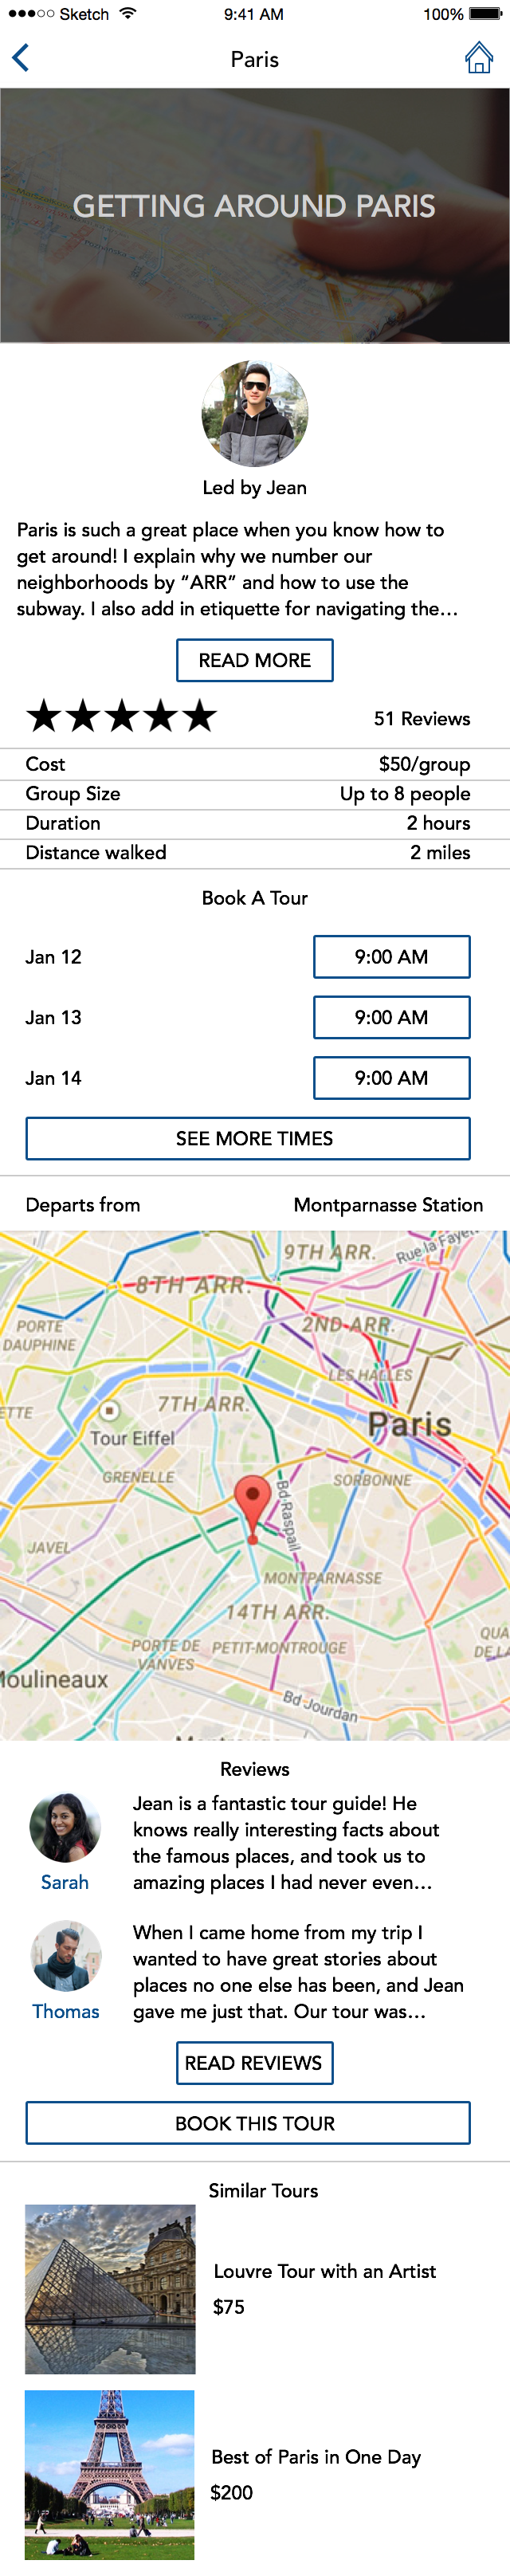 Sketch 9:41 AM 100%
Paris
GETTING AROUND PARIS
Led by Jean
Paris is such a great place when you know how to
get around! I explain why we number our
neighborhoods by “ARR” and how to use the
subway. I also add in etiquette for navigating the...
READ MORE
51 Reviews
Cost $50/group
Group Size Up to 8 people
Duration 2 hours
Distance walked 2 miles
Book A Tour
Jan 12 9:00 AM
Jan 13 9:00 AM
Jan 14 9:00 AM
SEE MORE TIMES
Departs from Montparnasse Station
9TH ARR.
Rue la Fayett
8TH ARR.
PORTE
DAUPHINE
2ND ARR.
LES HALLES
ETTE
7TH ARR.
Paris
Tour Eiffel
GRENELLE
SORBONNE
Bd Raspail
JAVEL
MONTPARNASSE
14TH ARR.
PORTE DE
VANVES
PETIT-MONTROUGE
QUA
DE LA
Moulineaux
Bd Jourdan
Reviews
Jean is a fantastic tour guide! He
knows really interesting facts about
the famous places, and took us to
amazing places I had never even...
Sarah
When I came home from my trip I
wanted to have great stories about
places no one else has been, and Jean
gave me just that. Our tour was...
Thomas
READ REVIEWS
BOOK THIS TOUR
Similar Tours
Louvre Tour with an Artist
$75
Best of Paris in One Day
$200